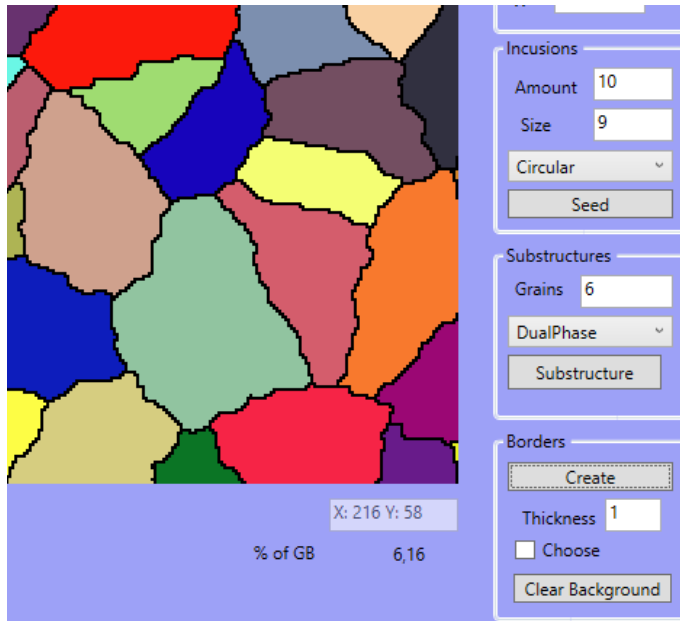 Incusions
Amount 10
Size 9
Circular
Seed
Substructures
Grains 6
DualPhase
Substructure
Borders
Create
X: 216 Y: 58
Thickness 1
% of GB 6,16
Choose
Clear Background